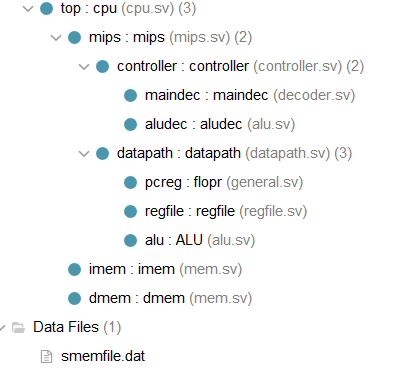 top : cpu (cpu.sv) (3)
mips : mips (mips.sv) (2)
controller : controller (controller.sv) (2)
maindec : maindec (decoder.sv)
aludec : aludec (alu.sv)
datapath : datapath (datapath.sv) (3)
pcreg : flopr (general.sv)
regfile : regfile (regfile.sv)
alu : ALU (alu.sv)
imem : imem (mem.sv)
dmem : dmem (mem.sv)
Data Files (1)
smemfile.dat